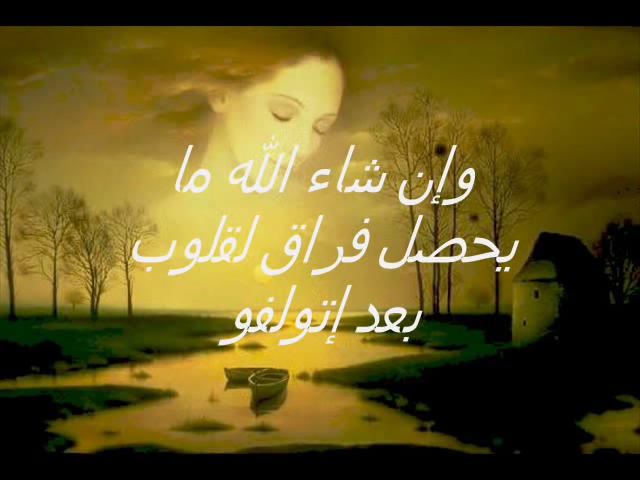 وإن شاء الله ما
يحصل فراق لقلوب
بعد إتولفو